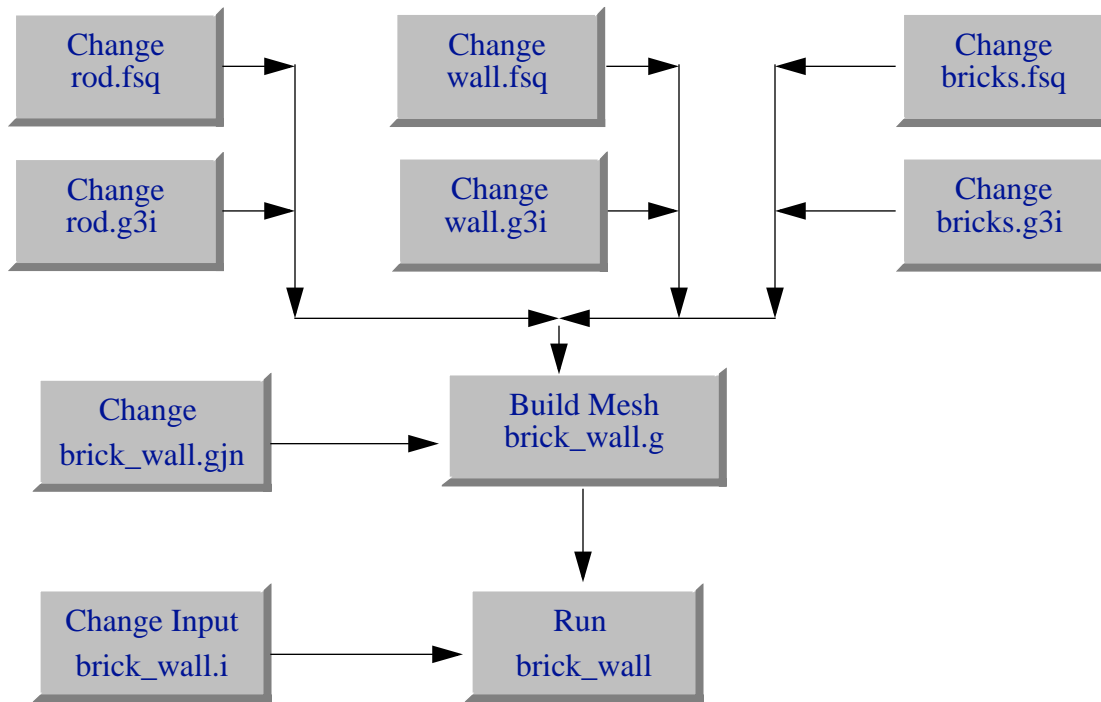 Change
rod.fsq
Change
wall.fsq
Change
bricks.fsq
Change
rod.g3i
Change
wall.g3i
Change
bricks.g3i
Change
brick_wall.gjn
Build Mesh
brick_wall.g
Change Input
brick_wall.i
Run
brick_wall